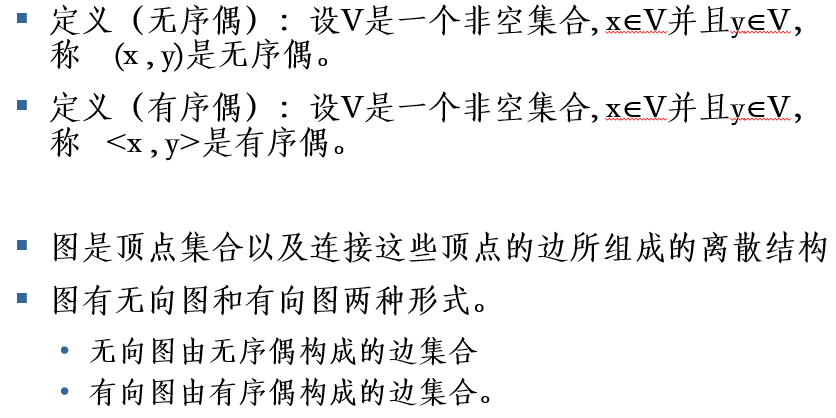 定义（无序偶）：设V是一个非空集合,x∈V并且y∈V,
称 (x ,y)是无序偶。
定义（有序偶）：设V是一个非空集合,x∈V并且y∈V,
称 <x ,y>是有序偶。
图是顶点集合以及连接这些顶点的边所组成的离散结构
图有无向图和有向图两种形式。
无向图由无序偶构成的边集合
有向图由有序偶构成的边集合。